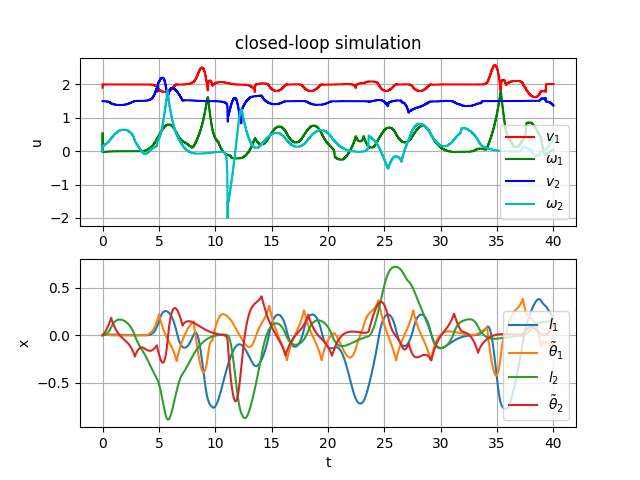 closed-loop simulation
u
2
1
0
−1
−2
0 5 10 15 20 25 30 35 40
v₁
ω₁
v₂
ω₂
x
0.5
0.0
−0.5
0 5 10 15 20 25 30 35 40
t
l₁
θ̃₁
l₂
θ̃₂